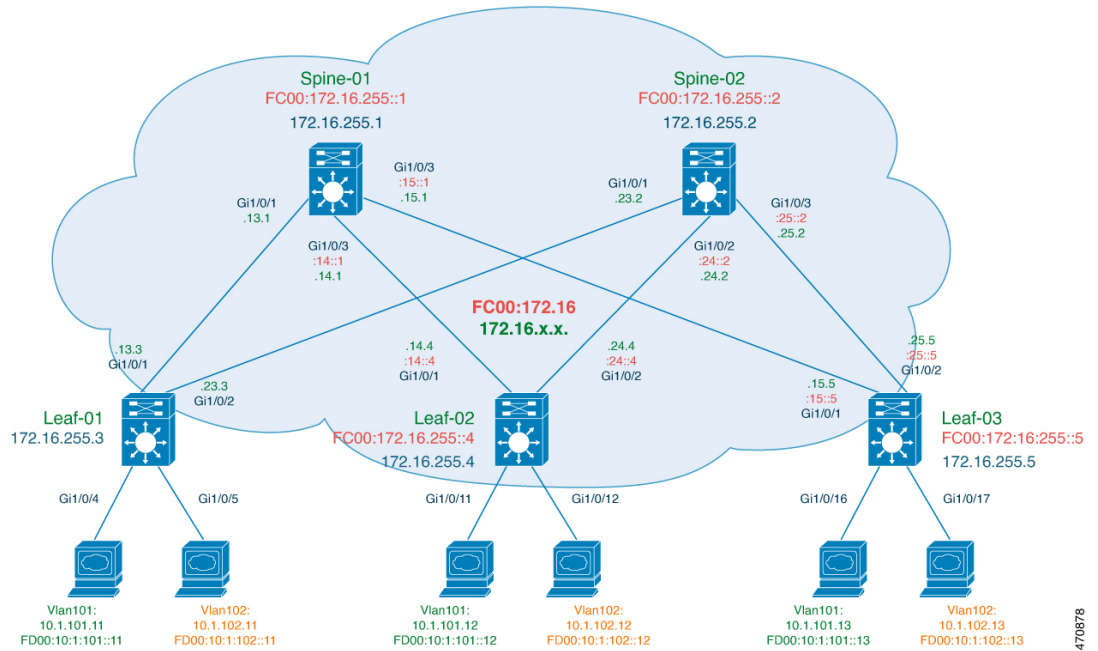 Spine-01
FC00:172.16.255::1
172.16.255.1
Spine-02
FC00:172.16.255::2
172.16.255.2
Gi1/0/1
.13.1
Gi1/0/3
:15::1
.15.1
Gi1/0/3
:14::1
.14.1
Gi1/0/1
.23.2
Gi1/0/3
:25::2
.25.2
Gi1/0/2
:24::2
.24.2
FC00:172.16
172.16.x.x.
.13.3
Gi1/0/1
.23.3
Gi1/0/2
.14.4
:14::4
Gi1/0/1
.24.4
:24::4
Gi1/0/2
.15.5
:15::5
Gi1/0/1
.25.5
:25::5
Gi1/0/2
Leaf-01
172.16.255.3
Leaf-02
FC00:172.16.255::4
172.16.255.4
Leaf-03
FC00:172:16:255::5
172.16.255.5
Gi1/0/4
Gi1/0/5
Gi1/0/11
Gi1/0/12
Gi1/0/16
Gi1/0/17
Vlan101:
10.1.101.11
FD00:10:1:101::11
Vlan102:
10.1.102.11
FD00:10:1:102::11
Vlan101:
10.1.101.12
FD00:10:1:101::12
Vlan102:
10.1.102.12
FD00:10:1:102::12
Vlan101:
10.1.101.13
FD00:10:1:101::13
Vlan102:
10.1.102.13
FD00:10:1:102::13
470878